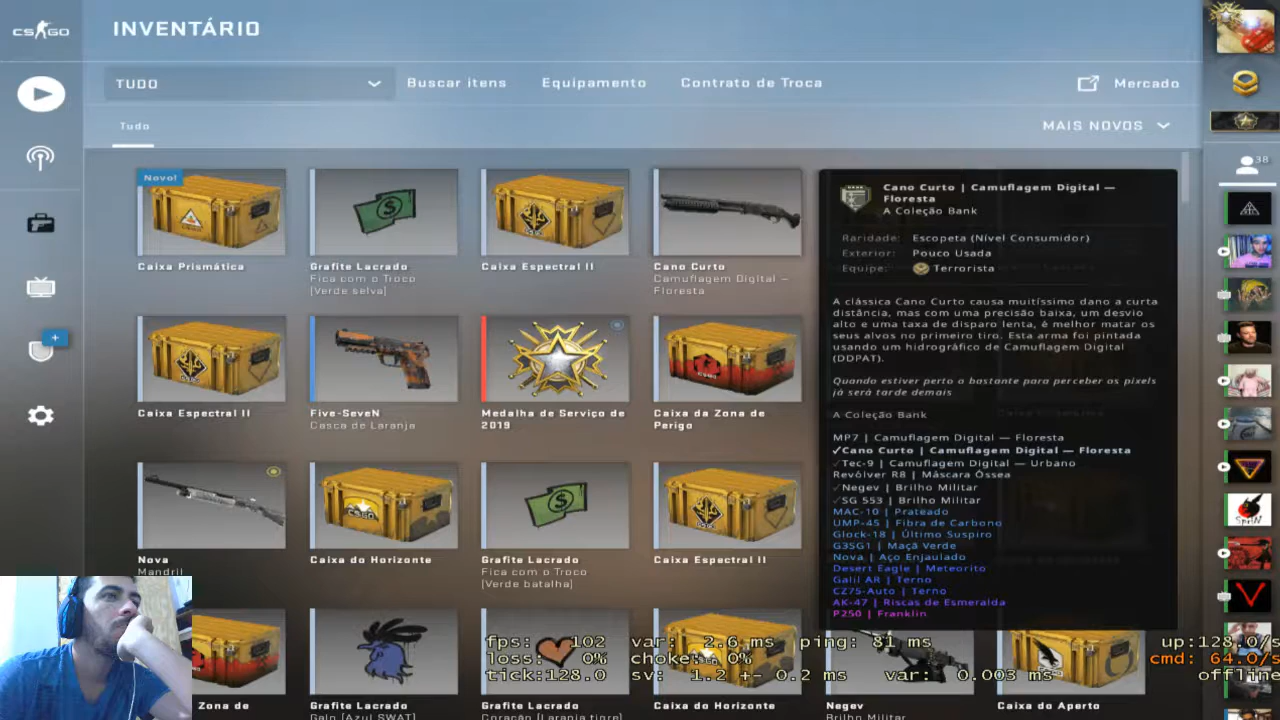 CS GO
INVENTÁRIO
TUDO
Buscar itens
Equipamento
Contrato de Troca
Mercado
Tudo
MAIS NOVOS
38
Novo!
Caixa Prismática
Grafite Lacrado
Fica com o Troco
(Verde selva)
Caixa Espectral II
Cano Curto
Camuflagem Digital —
Floresta
Cano Curto | Camuflagem Digital —
Floresta
A Coleção Bank
Raridade: Escopeta (Nível Consumidor)
Exterior: Pouco Usada
Equipe: Terrorista
A clássica Cano Curto causa muitíssimo dano a curta
distância, mas com uma precisão baixa, um desvio
alto e uma taxa de disparo lenta, é melhor matar os
seus alvos no primeiro tiro. Esta arma foi pintada
usando um hidrográfico de Camuflagem Digital
(DDPAT).
Quando estiver perto o bastante para perceber os pixels
já será tarde demais
A Coleção Bank
MP7 | Camuflagem Digital — Floresta
✓Cano Curto | Camuflagem Digital — Floresta
✓Tec-9 | Camuflagem Digital — Urbano
Revólver R8 | Máscara Óssea
✓Negev | Brilho Militar
✓SG 553 | Brilho Militar
MAC-10 | Prateado
UMP-45 | Fibra de Carbono
Glock-18 | Último Suspiro
G3SG1 | Maçã Verde
Nova | Aço Enjaulado
Desert Eagle | Meteorito
Galil AR | Terno
CZ75-Auto | Terno
AK-47 | Riscas de Esmeralda
P250 | Franklin
Caixa Espectral II
Five-SeveN
Casca de Laranja
Medalha de Serviço de
2019
Caixa da Zona de
Perigo
Nova
Mandril
Caixa do Horizonte
Grafite Lacrado
Fica com o Troco
(Verde batalha)
Caixa Espectral II
Zona de
Galo (Azul SWAT)
Grafite Lacrado
Coração (Laranja tigre)
Caixa do Horizonte
Negev
Brilho Militar
Caixa do Aperto
fps: 102 var: 2.6 ms ping: 81 ms
loss: 0% choke: 0%
tick:128.0 sv: 1.2 +- 0.2 ms var: 0.003 ms
up:128.0/s
cmd: 64.0/s
offline